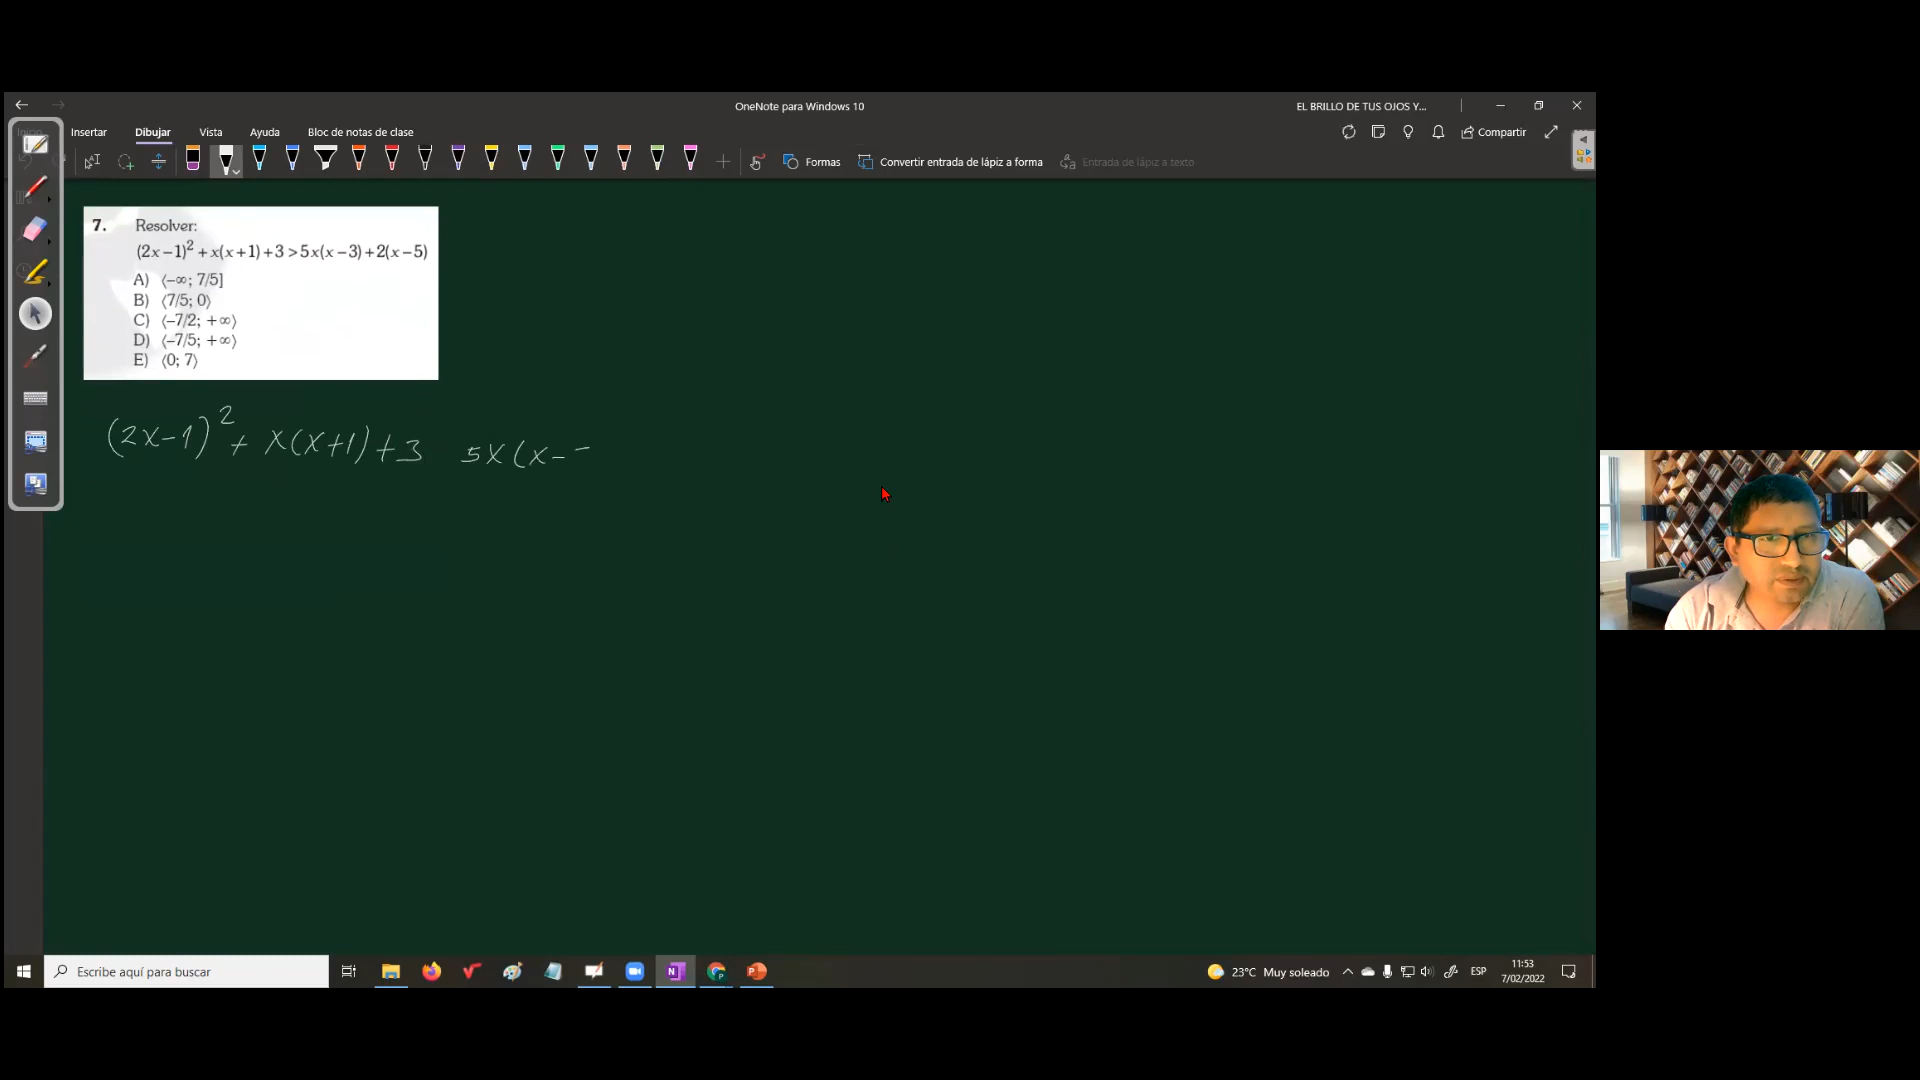 OneNote para Windows 10
EL BRILLO DE TUS OJOS Y...
Insertar Dibujar Vista Ayuda Bloc de notas de clase
Compartir
Formas Convertir entrada de lápiz a forma Entrada de lápiz a texto
7. Resolver:
(2x−1)² + x(x+1)+3 > 5x(x−3)+2(x−5)
A) ⟨−∞; 7/5]
B) ⟨7/5; 0⟩
C) ⟨−7/2; +∞⟩
D) ⟨−7/5; +∞⟩
E) ⟨0; 7⟩
(2x−1)² + x(x+1)+3 5x(x−
Escribe aquí para buscar
23°C Muy soleado
ESP
11:53
7/02/2022